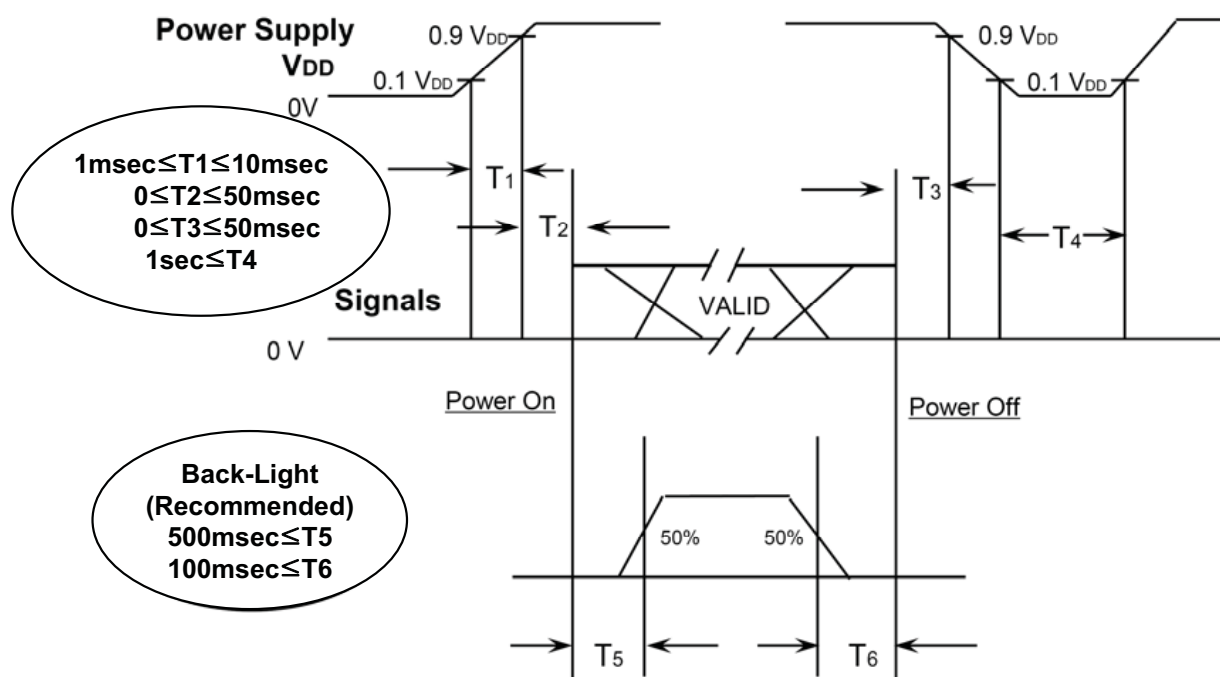 Power Supply
VDD
0.9 VDD
0.1 VDD
0V
0.9 VDD
0.1 VDD
1msec≤T1≤10msec
0≤T2≤50msec
0≤T3≤50msec
1sec≤T4
T1
T2
T3
T4
Signals
VALID
0 V
Power On
Power Off
Back-Light
(Recommended)
500msec≤T5
100msec≤T6
50%
50%
T5
T6